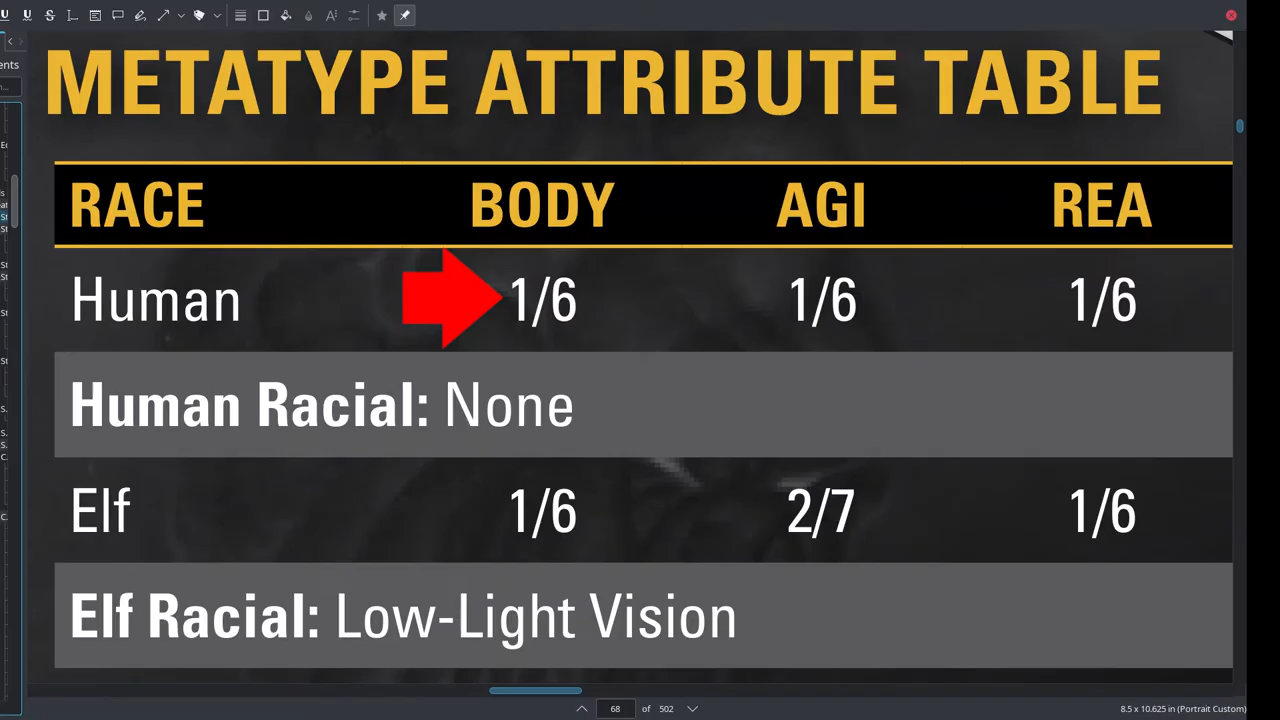 METATYPE ATTRIBUTE TABLE
RACE BODY AGI REA
Human 1/6 1/6 1/6
Human Racial: None
Elf 1/6 2/7 1/6
Elf Racial: Low-Light Vision
68 of 502
8.5 x 10.625 in (Portrait Custom)